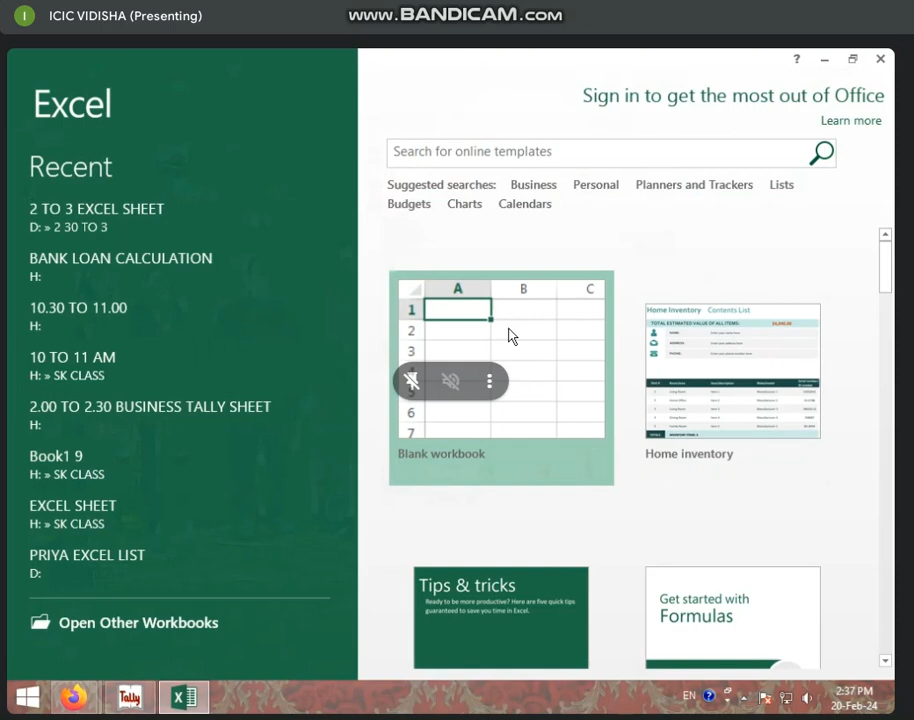 I ICIC VIDISHA (Presenting)
www.BANDICAM.com
Excel
Recent
2 TO 3 EXCEL SHEET
D: » 2 30 TO 3
BANK LOAN CALCULATION
H:
10.30 TO 11.00
H:
10 TO 11 AM
H: » SK CLASS
2.00 TO 2.30 BUSINESS TALLY SHEET
H:
Book1 9
H: » SK CLASS
EXCEL SHEET
H: » SK CLASS
PRIYA EXCEL LIST
D:
Open Other Workbooks
?
Sign in to get the most out of Office
Learn more
Search for online templates
Suggested searches: Business Personal Planners and Trackers Lists
Budgets Charts Calendars
A B C
1
2
3
6
7
Blank workbook
Home Inventory Contents List
TOTAL ESTIMATED VALUE OF ALL ITEMS:
Home inventory
Tips & tricks
Ready to be more productive? Here are five quick tips
guaranteed to save you time in Excel.
Get started with
Formulas
Tally
EN
2:37 PM
20-Feb-24